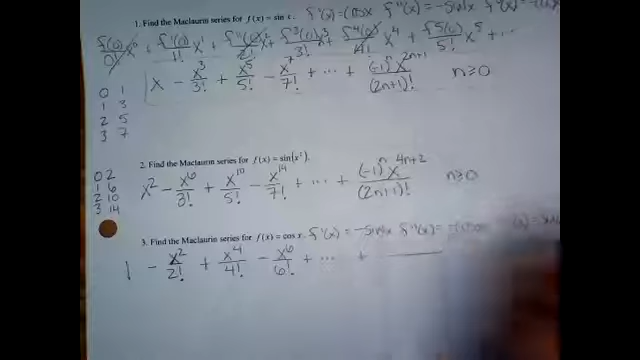 1. Find the Maclaurin series for f(x) = sin x. f'(x) = cos x f''(x) = -sin x
f(0)/0! x^0 + f'(0)/1! x^1 + f''(0)/2! x^2 + f^3(0)/3! x^3 + f^4(0)/4! x^4 + f^5(0)/5! x^5 + ...
x - x^3/3! + x^5/5! - x^7/7! + ... + (-1)^n x^(2n+1)/(2n+1)! n≥0
0 1
1 3
2 5
3 7
2. Find the Maclaurin series for f(x) = sin(x²).
x^2 - x^6/3! + x^10/5! - x^14/7! + ... + (-1)^n x^(4n+2)/(2n+1)! n≥0
0 2
1 6
2 10
3 14
3. Find the Maclaurin series for f(x) = cos x. f'(x) = -sin x f''(x) = -cos x
1 - x^2/2! + x^4/4! - x^6/6! + ... +